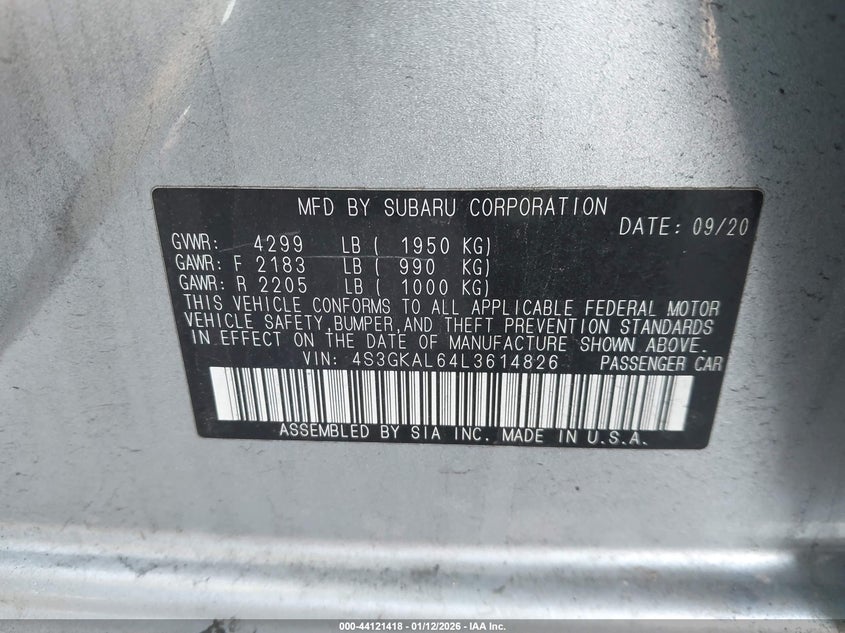 MFD BY SUBARU CORPORATION
DATE: 09/20
GVWR: 4299 LB ( 1950 KG)
GAWR: F 2183 LB ( 990 KG)
GAWR: R 2205 LB ( 1000 KG)
THIS VEHICLE CONFORMS TO ALL APPLICABLE FEDERAL MOTOR
VEHICLE SAFETY, BUMPER, AND THEFT PREVENTION STANDARDS
IN EFFECT ON THE DATE OF MANUFACTURE SHOWN ABOVE.
VIN: 4S3GKAL64L3614826 PASSENGER CAR
ASSEMBLED BY SIA INC. MADE IN U.S.A.
000-44121418 - 01/12/2026 - IAA Inc.